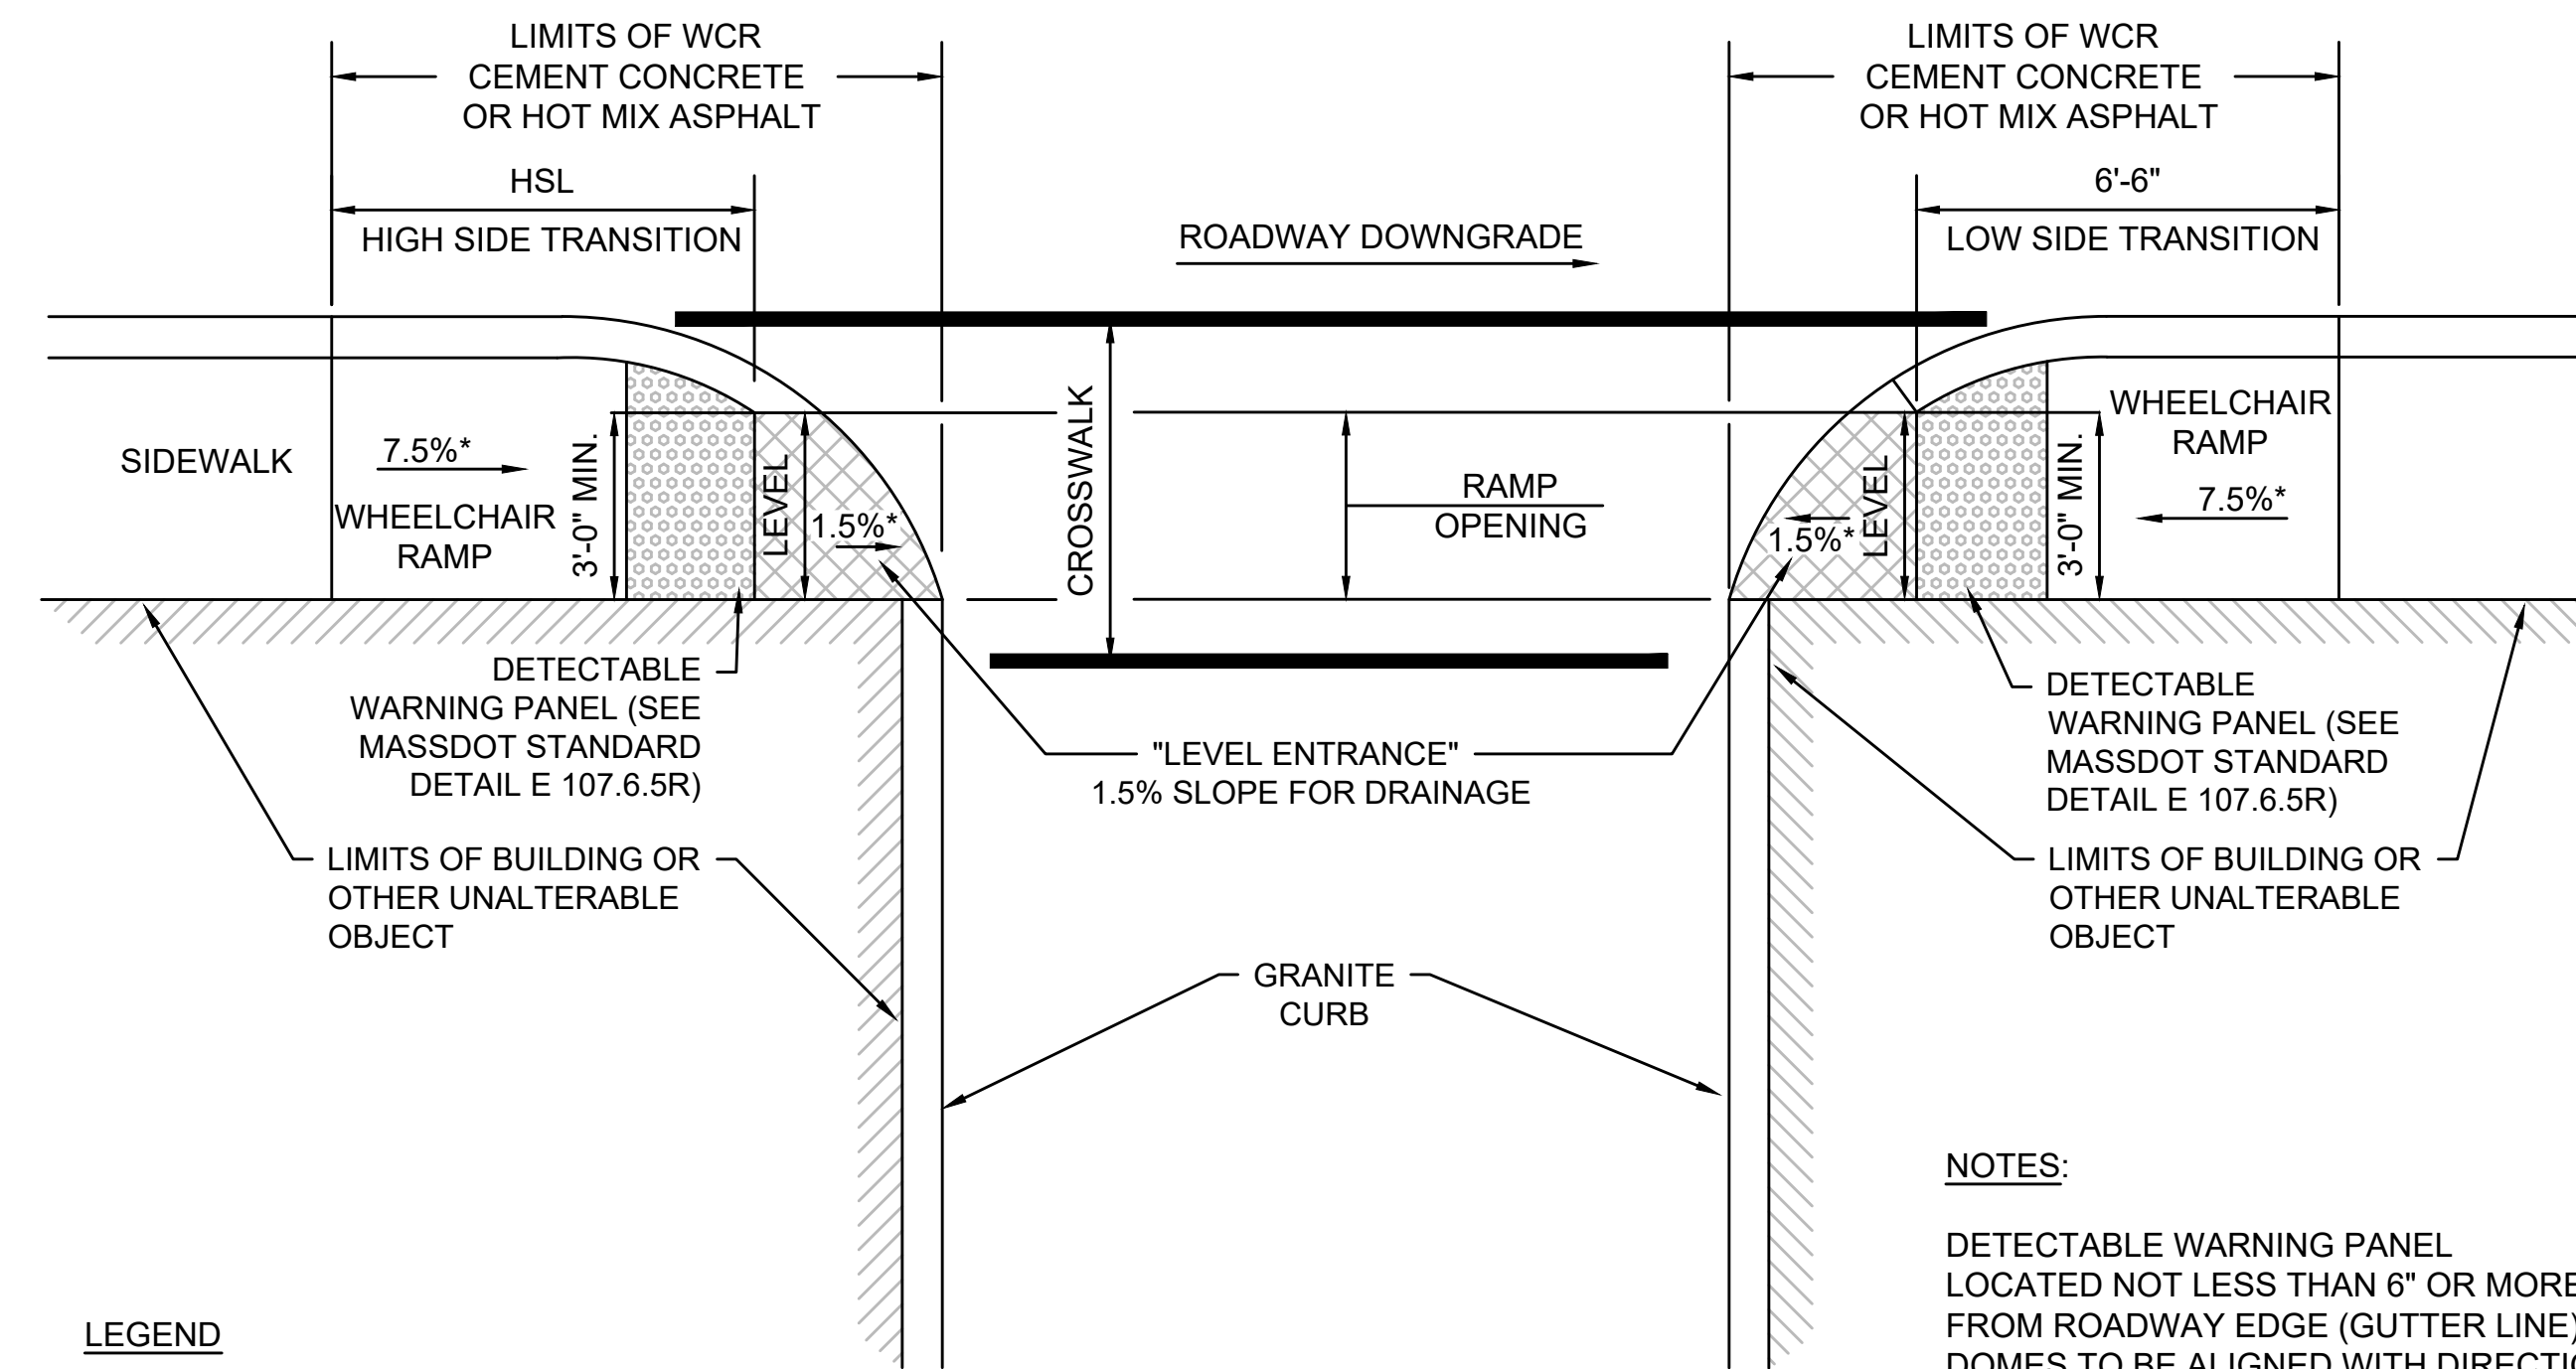 LIMITS OF WCR
CEMENT CONCRETE
OR HOT MIX ASPHALT
LIMITS OF WCR
CEMENT CONCRETE
OR HOT MIX ASPHALT
HSL
HIGH SIDE TRANSITION
ROADWAY DOWNGRADE
6'-6"
LOW SIDE TRANSITION
SIDEWALK
7.5%*
WHEELCHAIR
RAMP
3'-0" MIN.
LEVEL
1.5%*
CROSSWALK
RAMP
OPENING
1.5%*
LEVEL
3'-0" MIN.
WHEELCHAIR
RAMP
7.5%*
DETECTABLE
WARNING PANEL (SEE
MASSDOT STANDARD
DETAIL E 107.6.5R)
"LEVEL ENTRANCE"
1.5% SLOPE FOR DRAINAGE
DETECTABLE
WARNING PANEL (SEE
MASSDOT STANDARD
DETAIL E 107.6.5R)
LIMITS OF BUILDING OR
OTHER UNALTERABLE
OBJECT
LIMITS OF BUILDING OR
OTHER UNALTERABLE
OBJECT
GRANITE
CURB
NOTES:
DETECTABLE WARNING PANEL
LOCATED NOT LESS THAN 6" OR MORE
FROM ROADWAY EDGE (GUTTER LINE)
DOMES TO BE ALIGNED WITH
LEGEND